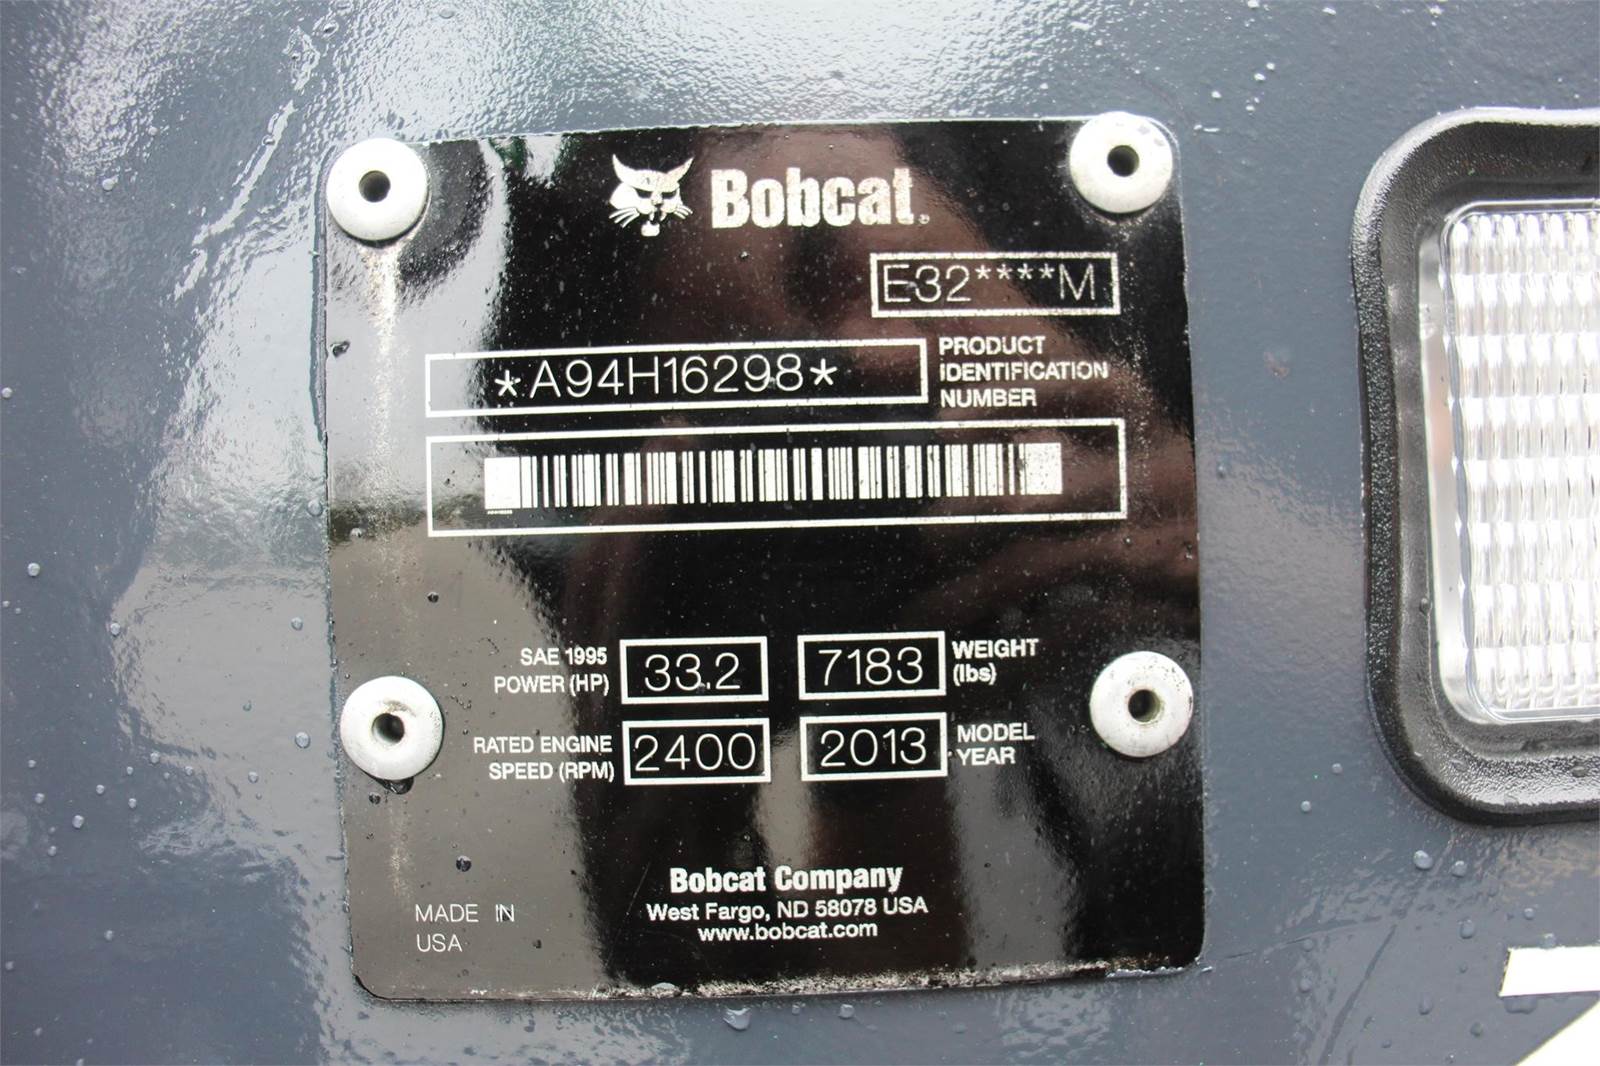 Bobcat®
E32****M
*A94H16298*
PRODUCT
IDENTIFICATION
NUMBER
SAE 1995
POWER (HP)
33.2
7183
WEIGHT
(lbs)
RATED ENGINE
SPEED (RPM)
2400
2013
MODEL
YEAR
Bobcat Company
West Fargo, ND 58078 USA
www.bobcat.com
MADE IN
USA